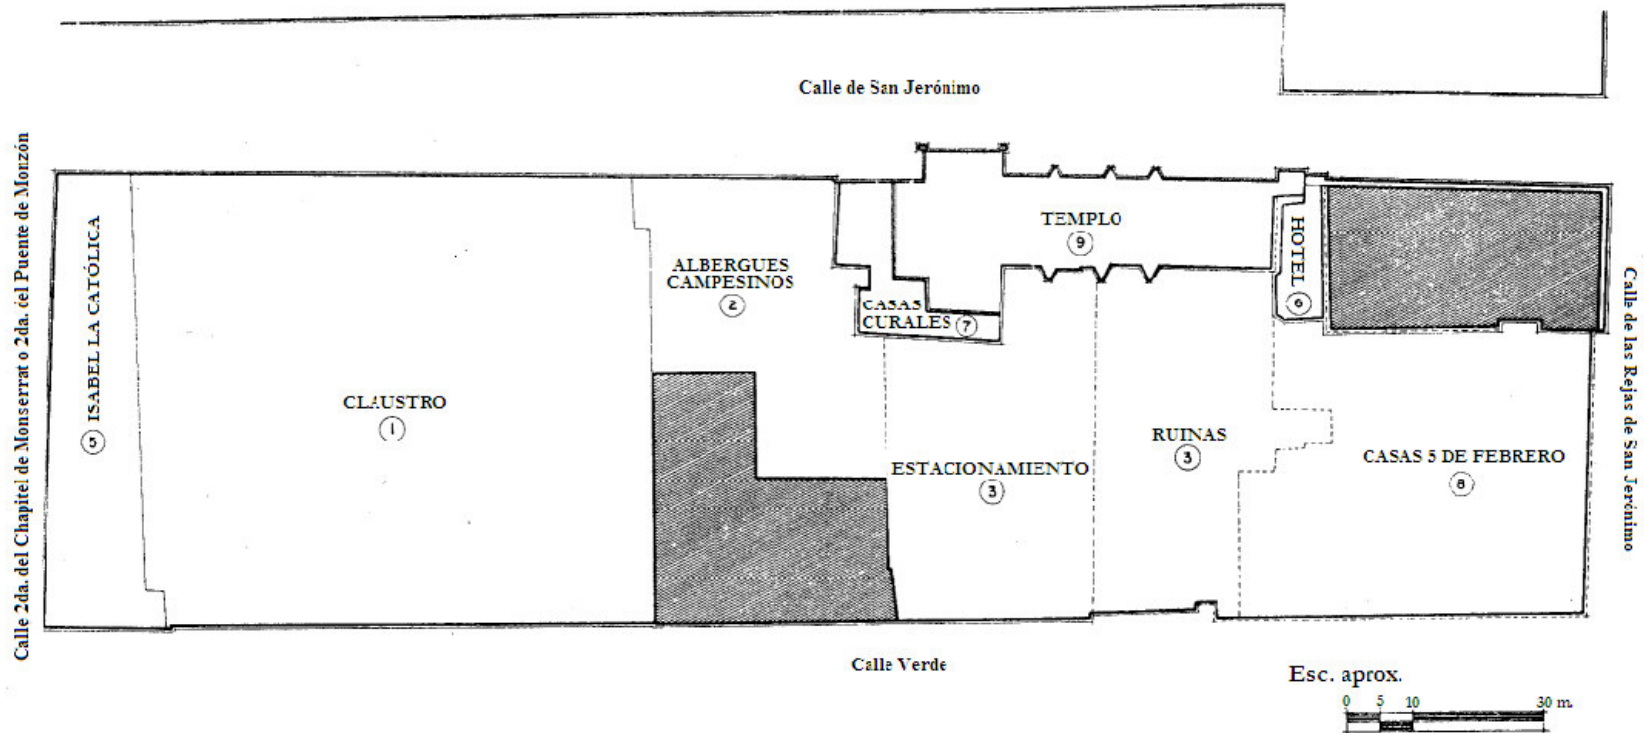 Calle de San Jerónimo
Calle 2da. del Chapitel de Monserrat o 2da. del Puente de Monzón
ISABEL LA CATÓLICA
5
CLAUSTRO
1
ALBERGUES
CAMPESINOS
2
CASAS
CURALES 7
TEMPLO
9
HOTEL
6
ESTACIONAMIENTO
3
RUINAS
3
CASAS 5 DE FEBRERO
8
Calle de las Rejas de San Jerónimo
Calle Verde
Esc. aprox.
0 5 10 30 m.